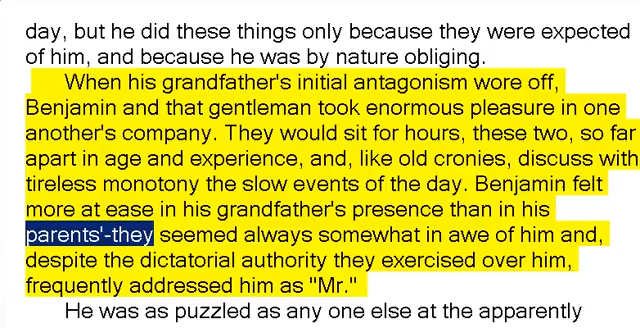 day, but he did these things only because they were expected
of him, and because he was by nature obliging.
When his grandfather's initial antagonism wore off,
Benjamin and that gentleman took enormous pleasure in one
another's company. They would sit for hours, these two, so far
apart in age and experience, and, like old cronies, discuss with
tireless monotony the slow events of the day. Benjamin felt
more at ease in his grandfather's presence than in his
parents'-they seemed always somewhat in awe of him and,
despite the dictatorial authority they exercised over him,
frequently addressed him as "Mr."
He was as puzzled as any one else at the apparently